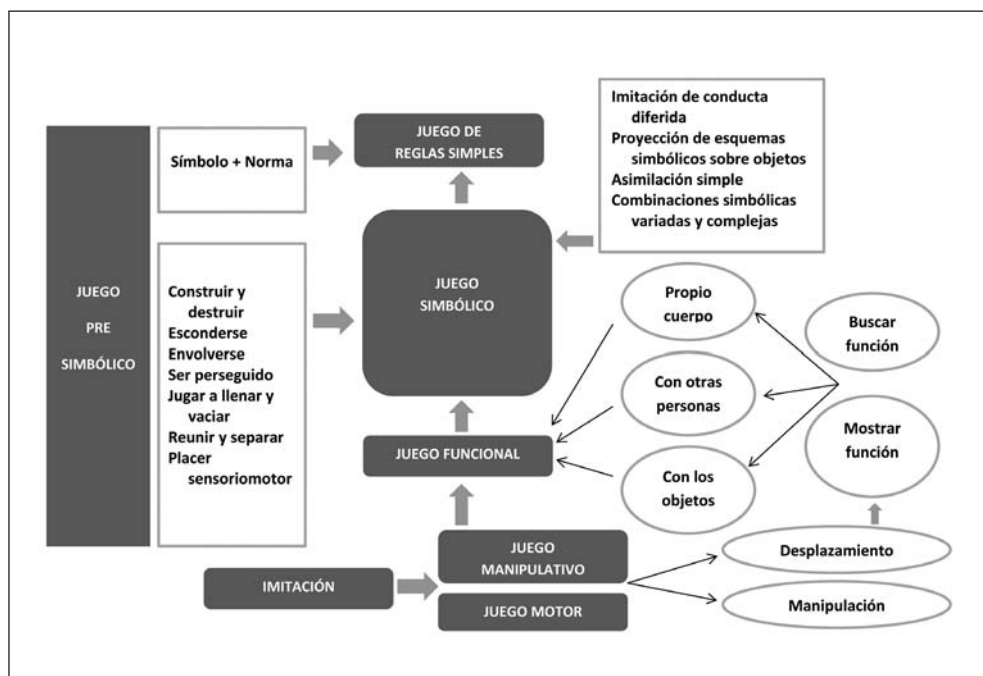 JUEGO
PRE
SIMBÓLICO
Símbolo + Norma
Construir y
destruir
Esconderse
Envolverse
Ser perseguido
Jugar a llenar y
vaciar
Reunir y separar
Placer
sensoriomotor
JUEGO DE
REGLAS SIMPLES
JUEGO
SIMBÓLICO
JUEGO FUNCIONAL
IMITACIÓN
JUEGO
MANIPULATIVO
JUEGO MOTOR
Imitación de conducta
diferida
Proyección de esquemas
simbólicos sobre objetos
Asimilación simple
Combinaciones simbólicas
variadas y complejas
Propio
cuerpo
Con otras
personas
Con los
objetos
Buscar
función
Mostrar
función
Desplazamiento
Manipulación